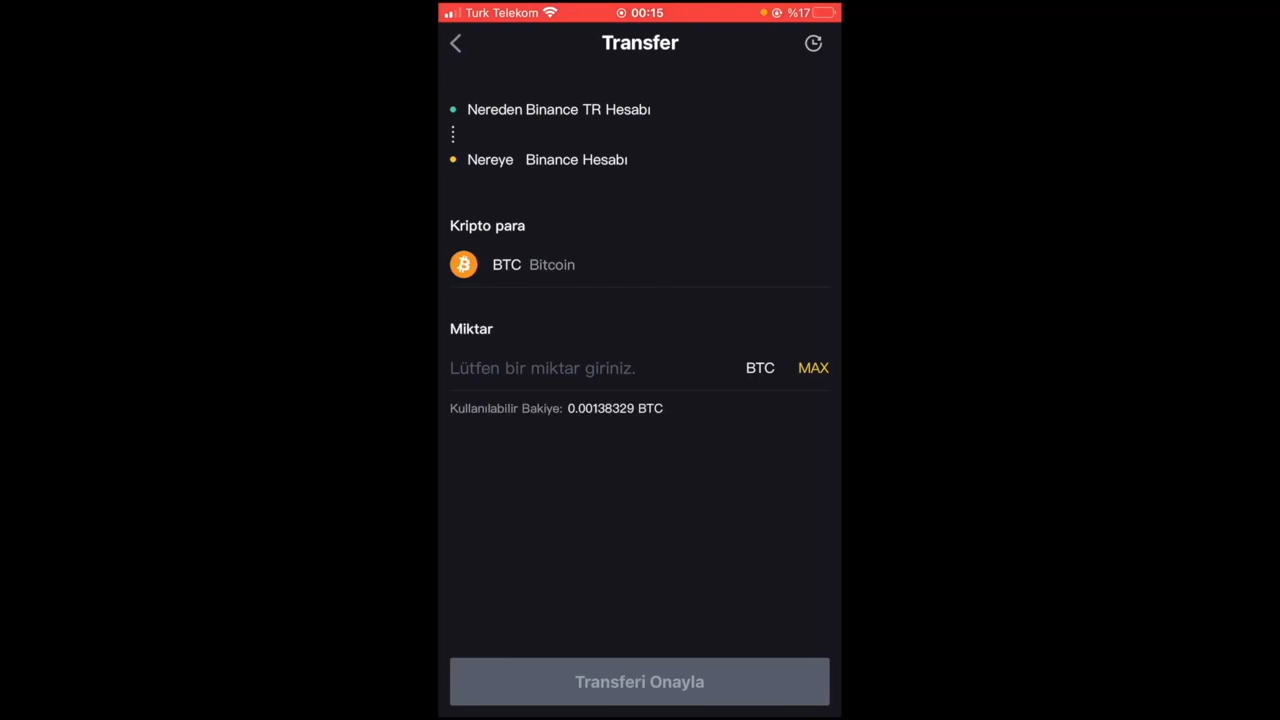 Turk Telekom 00:15 %17
Transfer
Nereden Binance TR Hesabı
Nereye Binance Hesabı
Kripto para
BTC Bitcoin
Miktar
Lütfen bir miktar giriniz. BTC MAX
Kullanılabilir Bakiye: 0.00138329 BTC
Transferi Onayla